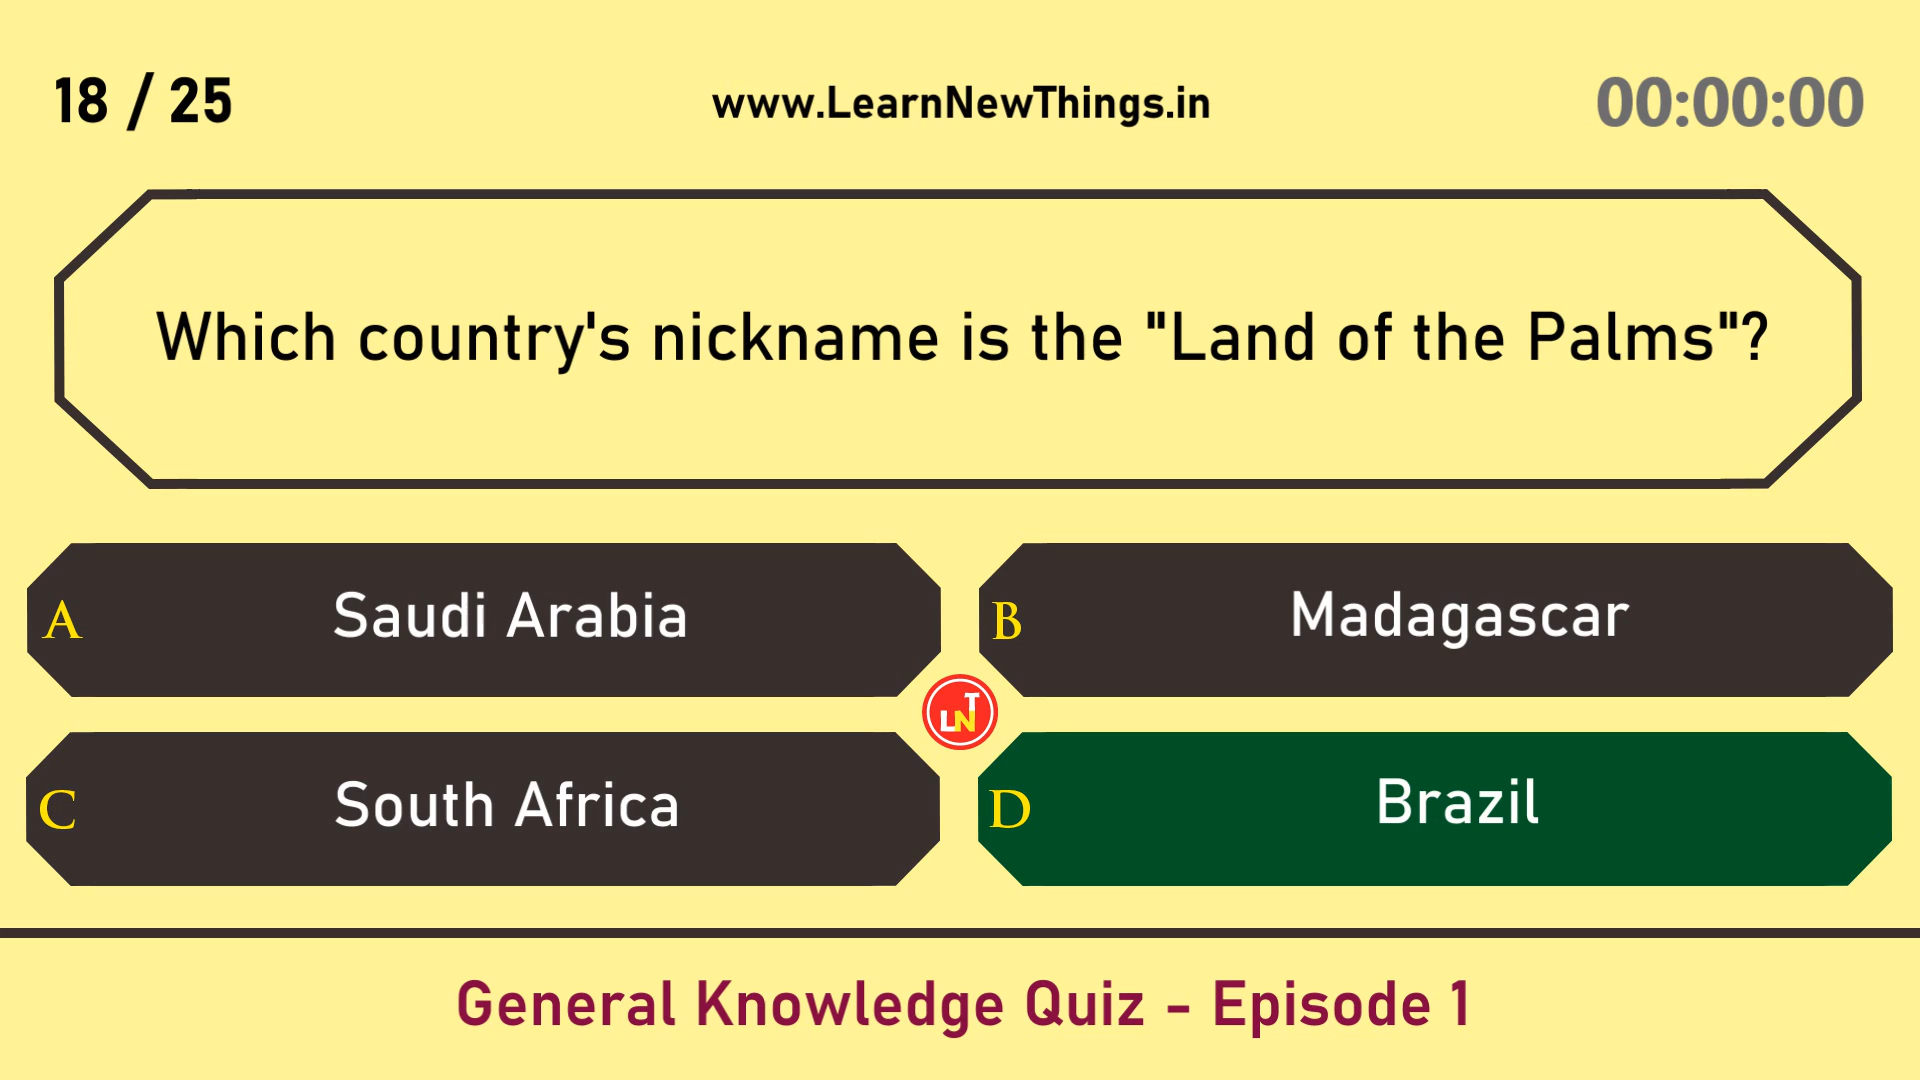 18 / 25
www.LearnNewThings.in
00:00:00
Which country's nickname is the "Land of the Palms"?
A Saudi Arabia
B Madagascar
LNT
C South Africa
D Brazil
General Knowledge Quiz - Episode 1